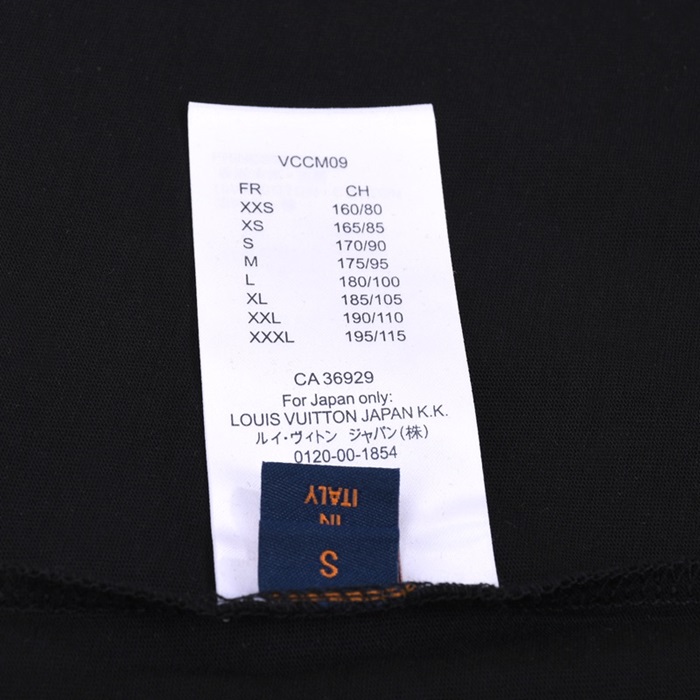 VCCM09
FR CH
XXS 160/80
XS 165/85
S 170/90
M 175/95
L 180/100
XL 185/105
XXL 190/110
XXXL 195/115
CA 36929
For Japan only:
LOUIS VUITTON JAPAN K.K.
ルイ・ヴィトン ジャパン(株)
0120-00-1854
IN
ITALY
S